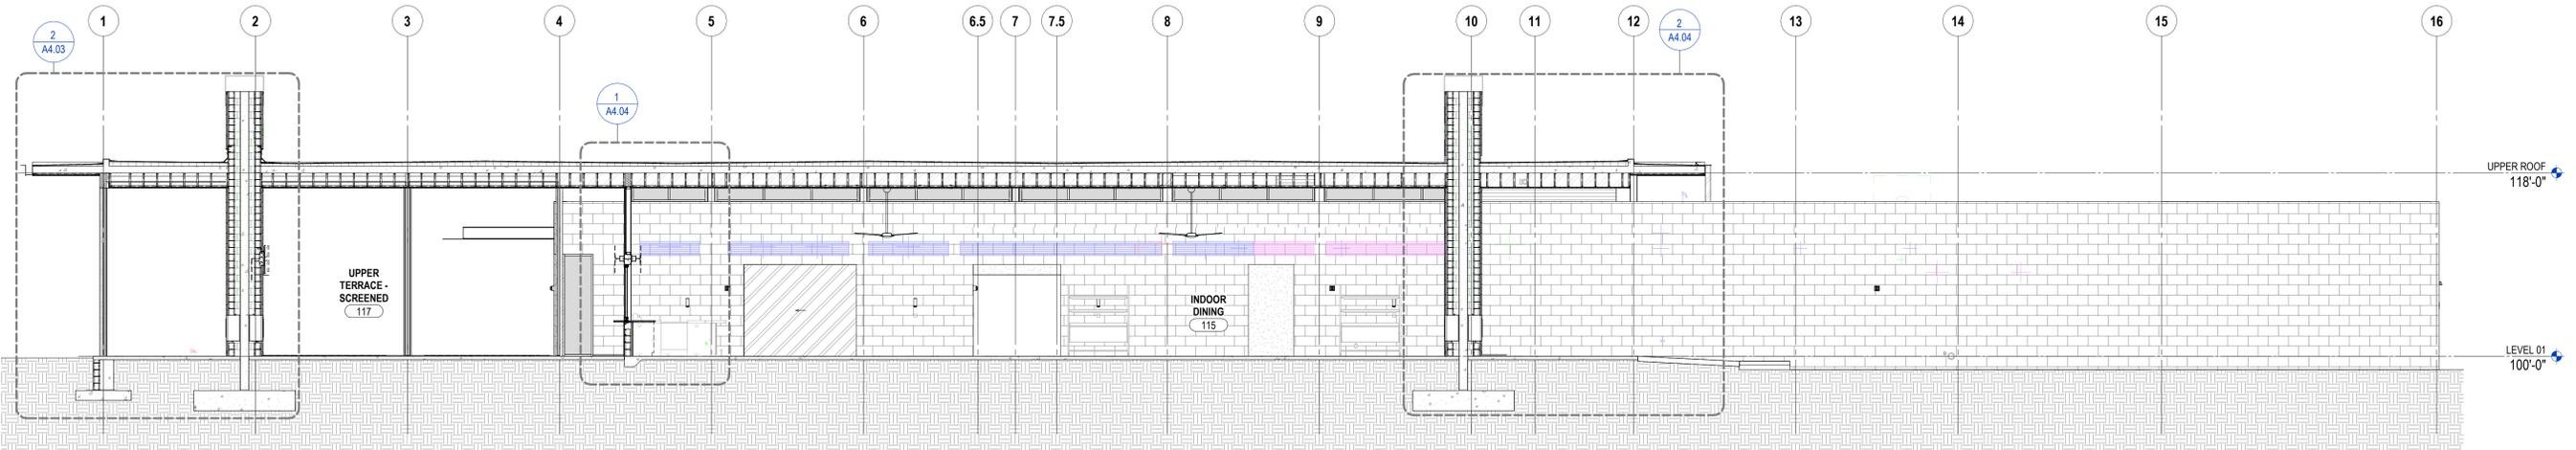 1
2
3
4
5
6
6.5
7
7.5
8
9
10
11
12
13
14
15
16
2
A4.03
1
A4.04
2
A4.04
UPPER ROOF
118'-0"
UPPER
TERRACE -
SCREENED
117
INDOOR
DINING
115
LEVEL 01
100'-0"